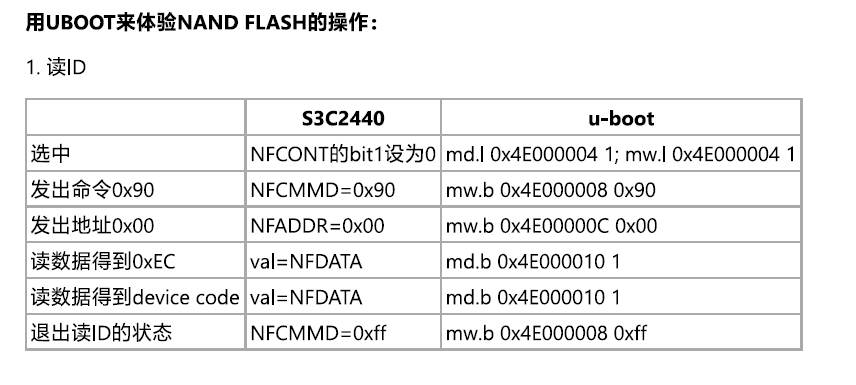 用UBOOT来体验NAND FLASH的操作：
1. 读ID
S3C2440 u-boot
选中 NFCONT的bit1设为0 md.l 0x4E000004 1; mw.l 0x4E000004 1
发出命令0x90 NFCMMD=0x90 mw.b 0x4E000008 0x90
发出地址0x00 NFADDR=0x00 mw.b 0x4E00000C 0x00
读数据得到0xEC val=NFDATA md.b 0x4E000010 1
读数据得到device code val=NFDATA md.b 0x4E000010 1
退出读ID的状态 NFCMMD=0xff mw.b 0x4E000008 0xff